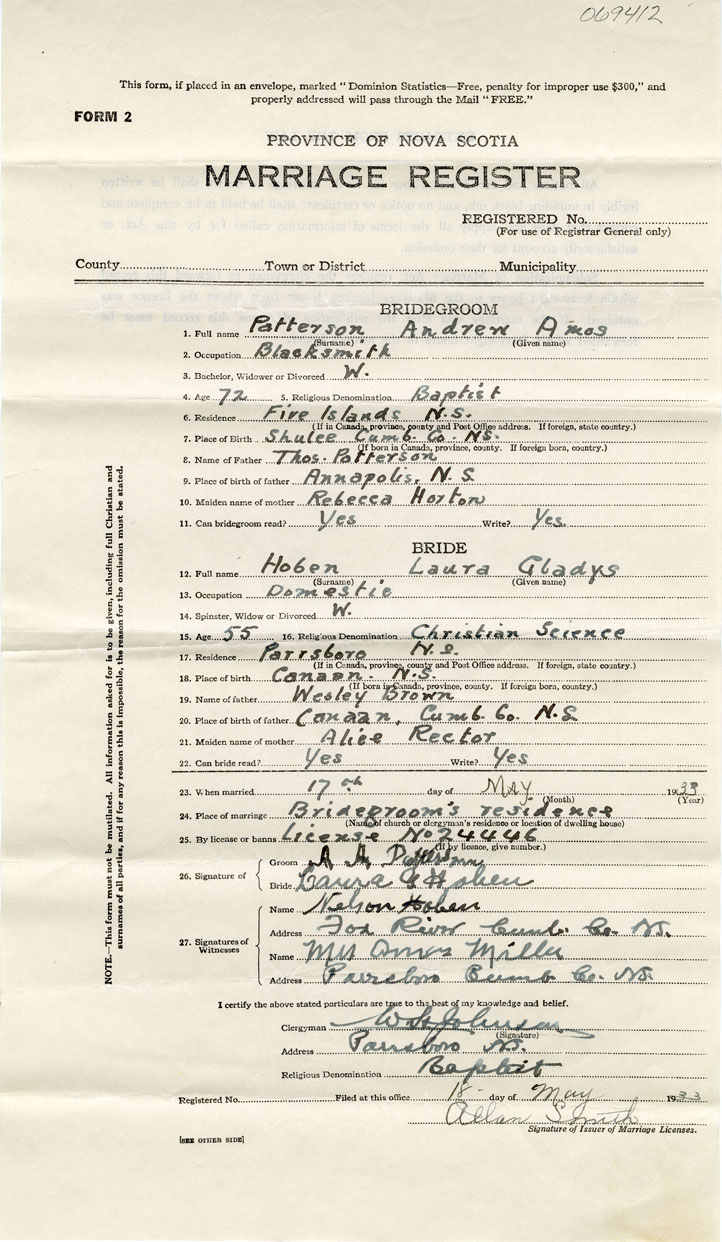 069412
This form, if placed in an envelope, marked "Dominion Statistics—Free, penalty for improper use $300," and
properly addressed will pass through the Mail "FREE."
FORM 2
PROVINCE OF NOVA SCOTIA
MARRIAGE REGISTER
REGISTERED No.
(For use of Registrar General only)
County Town or District Municipality
BRIDEGROOM
1. Full name Patterson Andrew Amos
(Surname) (Given name)
2. Occupation Blacksmith
3. Bachelor, Widower or Divorced W.
4. Age 72 5. Religious Denomination Baptist
6. Residence Five Islands N.S.
(If in Canada, province, county and Post Office address. If foreign, state country.)
7. Place of Birth Shulee Cumb. Co. N.S.
(If born in Canada, province, county. If foreign born, country.)
8. Name of Father Thos. Patterson
9. Place of birth of father Annapolis, N.S.
10. Maiden name of mother Rebecca Horton
11. Can bridegroom read? Yes Write? Yes.
BRIDE
12. Full name Hoben Laura Gladys
(Surname) (Given name)
13. Occupation Domestic
14. Spinster, Widow or Divorced W.
15. Age 55 16. Religious Denomination Christian Science
17. Residence Parrsboro N.S.
(If in Canada, province, county and Post Office address. If foreign, state country.)
18. Place of birth Canaan. N.S.
(If born in Canada, province, county. If foreign born, country.)
19. Name of father Wesley Brown
20. Place of birth of father Canaan, Cumb. Co. N.S
21. Maiden name of mother Alice Rector
22. Can bride read? Yes Write? Yes
23. When married 17th day of MAY 1933
(Month) (Year)
24. Place of marriage Bridegroom's residence
(Name of church or clergyman's residence or location of dwelling house)
25. By license or banns License No 24446
(If by licence, give number.)
26. Signature of
Groom A A Patterson
Bride Laura G Hoben
27. Signatures of Witnesses
Name Nelson Hoben
Address Fox River Cumb. Co. N.S.
Name Mrs Amos Mills
Address Parrsboro Cumb Co. N.S.
I certify the above stated particulars are true to the best of my knowledge and belief.
Clergyman Johnson
(Signature)
Address Parrsboro N.S.
Religious Denomination Baptist
Registered No. Filed at this office 18 day of May 1933
Allan Smith
Signature of Issuer of Marriage Licenses.
[SEE OTHER SIDE]
NOTE.—This form must not be mutilated. All information asked for is to be given, including full Christian and
surnames of all parties, and if for any reason this is impossible, the reason for the omission must be stated.